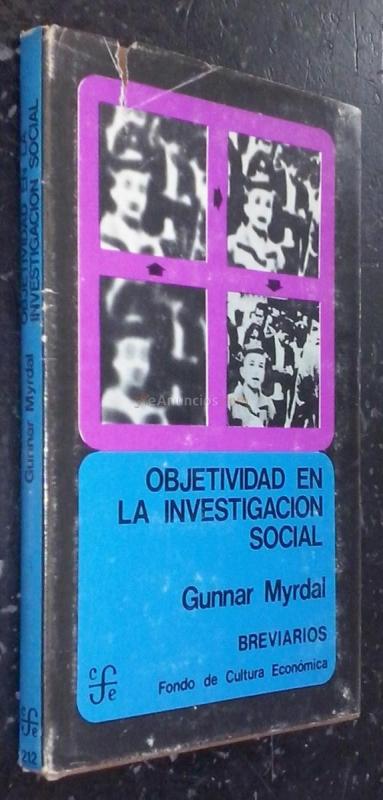 OBJETIVIDAD EN LA
INVESTIGACION SOCIAL
Gunnar Myrdal
212
OBJETIVIDAD EN
LA INVESTIGACION
SOCIAL
Gunnar Myrdal
BREVIARIOS
Fondo de Cultura Económica